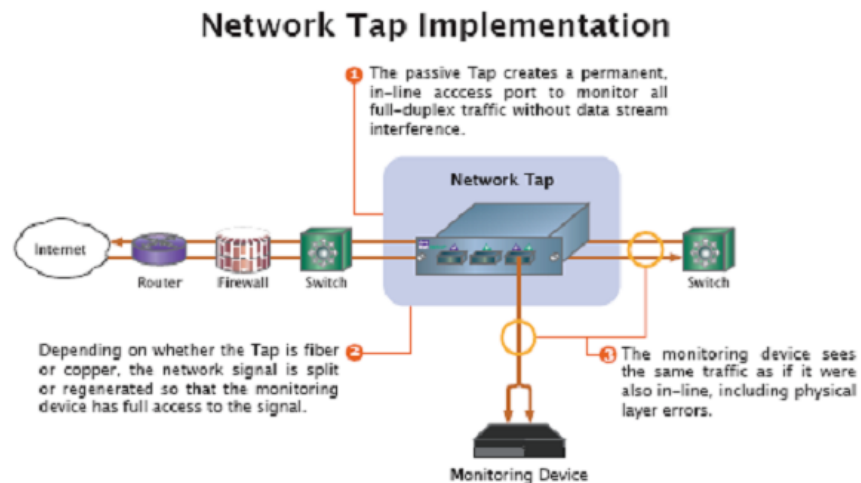 Network Tap Implementation
1 The passive Tap creates a permanent,
in-line acccess port to monitor all
full-duplex traffic without data stream
interference.
Network Tap
Internet
Router
Firewall
Switch
Switch
Depending on whether the Tap is fiber 2
or copper, the network signal is split
or regenerated so that the monitoring
device has full access to the signal.
3 The monitoring device sees
the same traffic as if it were
also in-line, including physical
layer errors.
Monitoring Device